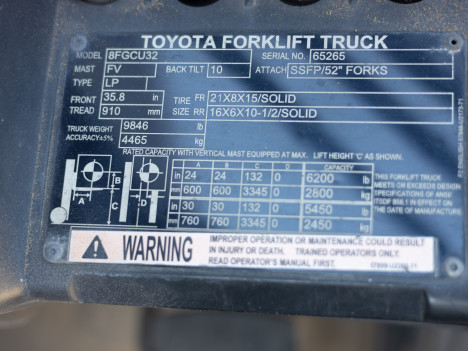 TOYOTA FORKLIFT TRUCK
MODEL 8FGCU32 SERIAL NO. 65265
MAST FV BACK TILT 10 ATTACH SSFP/52" FORKS
TYPE LP
FRONT 35.8 in TIRE FR 21X8X15/SOLID
TREAD 910 mm SIZE RR 16X6X10-1/2/SOLID
TRUCK WEIGHT 9846 lb
ACCURACY±5% 4465 kg
RATED CAPACITY WITH VERTICAL MAST EQUIPPED AT MAX. LIFT HEIGHT 'C' AS SHOWN.
A B C D CAPACITY
in 24 24 132 0 6200 lb
mm 600 600 3345 0 2800 kg
in 30 30 132 0 5450 lb
mm 760 760 3345 0 2450 kg
THIS FORKLIFT TRUCK
MEETS OR EXCEEDS DESIGN
SPECIFICATIONS OF ANSI/
ITSDF B56.1 IN EFFECT ON
THE DATE OF MANUFACTURE.
A B C D
WARNING
IMPROPER OPERATION OR MAINTENANCE COULD RESULT
IN INJURY OR DEATH. TRAINED OPERATORS ONLY.
READ OPERATOR'S MANUAL FIRST.